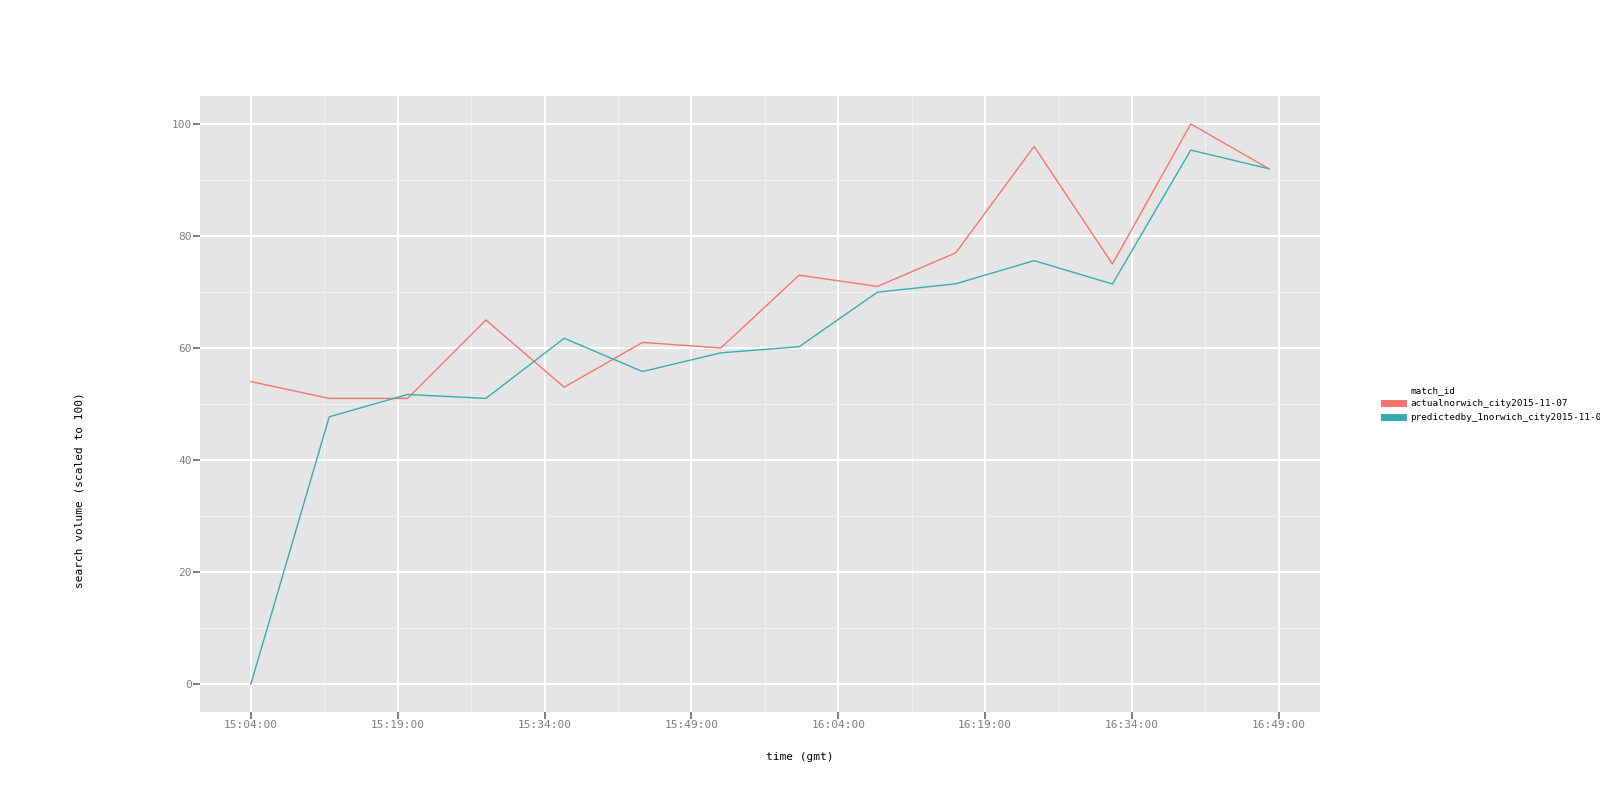 100
80
60
40
20
0
search volume (scaled to 100)
15:04:00 15:19:00 15:34:00 15:49:00 16:04:00 16:19:00 16:34:00 16:49:00
time (gmt)
match_id
actualnorwich_city2015-11-07
predictedby_1norwich_city2015-11-0